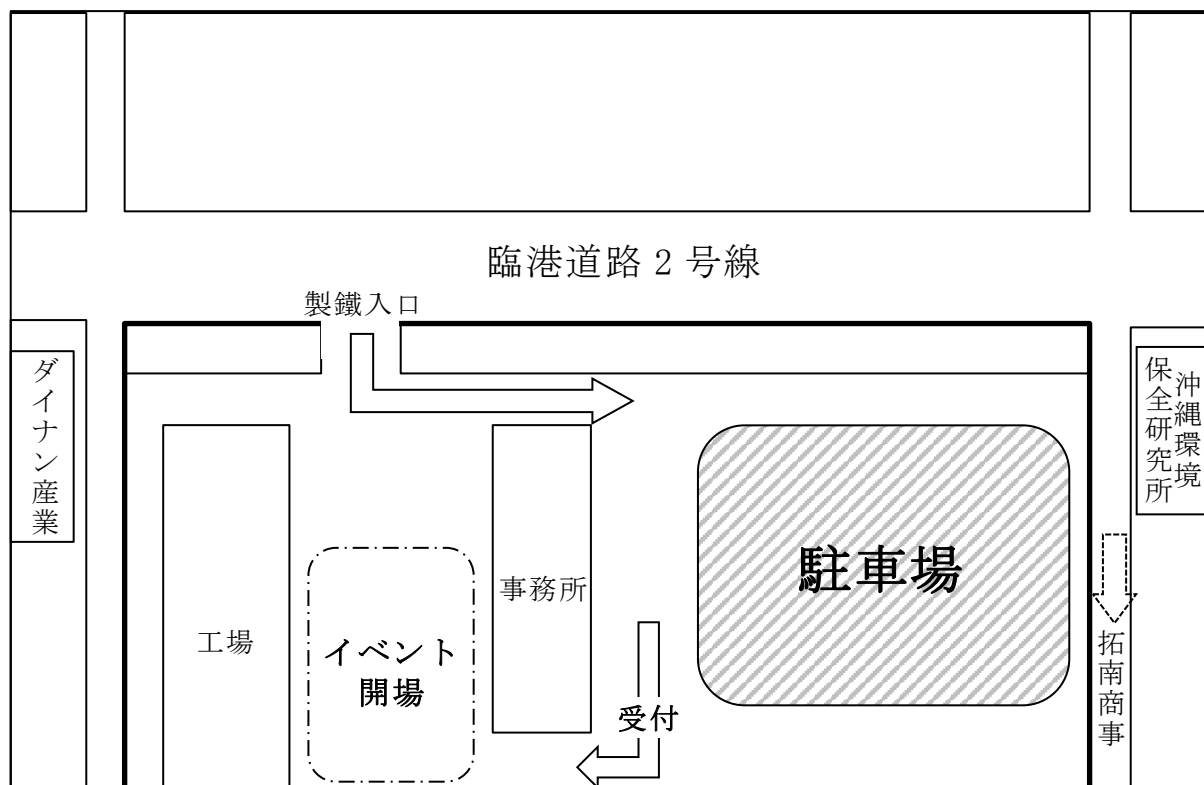 臨港道路２号線
製鐵入口
ダイナン産業
沖縄環境
保全研究所
駐車場
事務所
工場
イベント
開場
受付
拓南商事